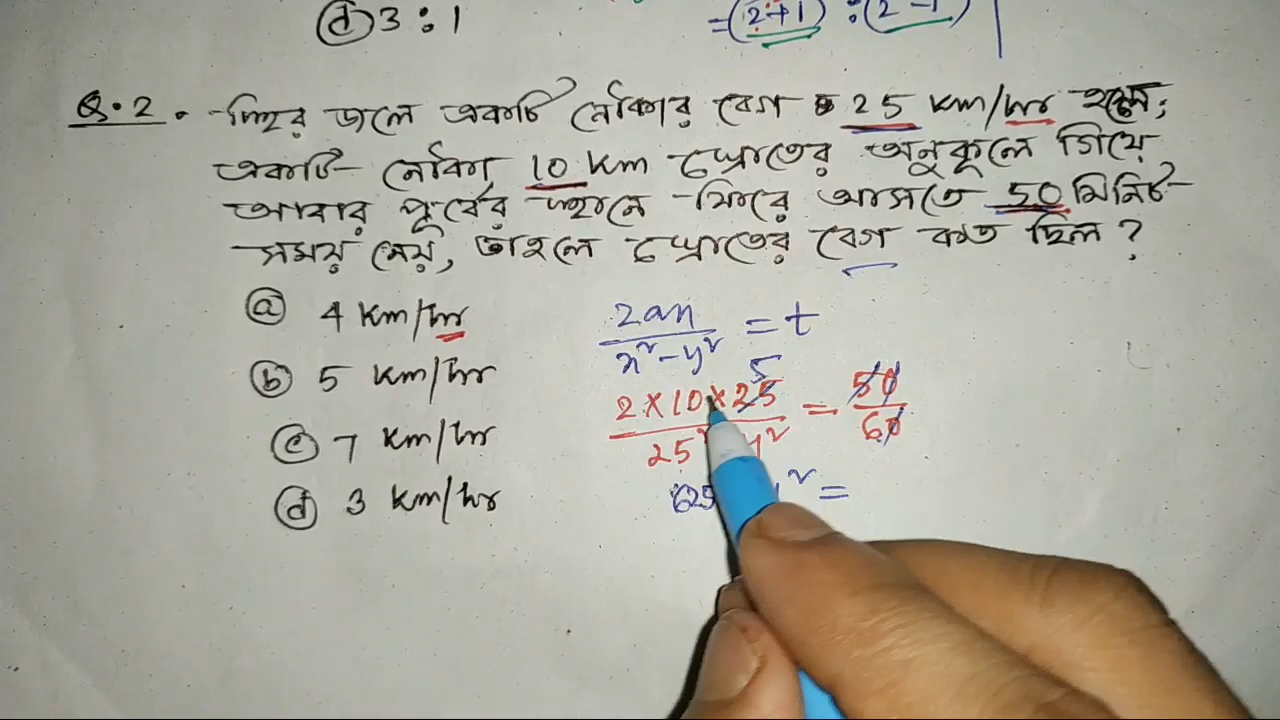 (d) 3 : 1
= (2+1) : (2-1)
Q.2. স্থির জলে একটি নৌকার বেগ 25 km/hr হলে;
একটি নৌকা 10 km স্রোতের অনুকূলে গিয়ে
আবার পূর্বের স্থানে ফিরে আসতে 50 মিনিট
সময় নেয়, তাহলে স্রোতের বেগ কত ছিল?
(a) 4 km/hr
(b) 5 km/hr
(c) 7 km/hr
(d) 3 km/hr
2an / x² - y² = t
5
2 × 10 × 25 / 25² y² = 50 / 60
625 ² =